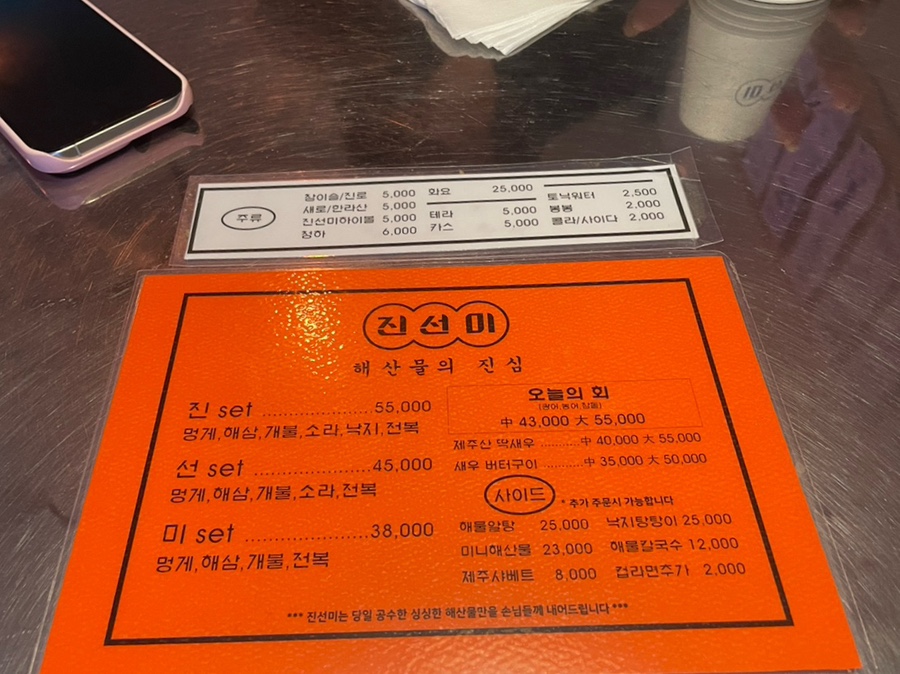 주류
참이슬/진로 5,000
새로/한라산 5,000
진선미하이볼 5,000
청하 6,000
화요 25,000
테라 5,000
카스 5,000
토닉워터 2,500
봉봉 2,000
콜라/사이다 2,000
진선미
해산물의 진심
진 set .................... 55,000
멍게,해삼,개불,소라,낙지,전복
선 set .................... 45,000
멍게,해삼,개불,소라,전복
미 set .................... 38,000
멍게,해삼,개불,전복
오늘의 회
(광어,농어,참돔)
中 43,000 大 55,000
제주산 딱새우 ........... 中 40,000 大 55,000
새우 버터구이 ........... 中 35,000 大 50,000
사이드 * 추가 주문시 가능합니다
해물알탕 25,000 낙지탕탕이 25,000
미니해산물 23,000 해물칼국수 12,000
제주샤베트 8,000 컵라면추가 2,000
*** 진선미는 당일 공수한 싱싱한 해산물만을 손님들께 내어드립니다 ***